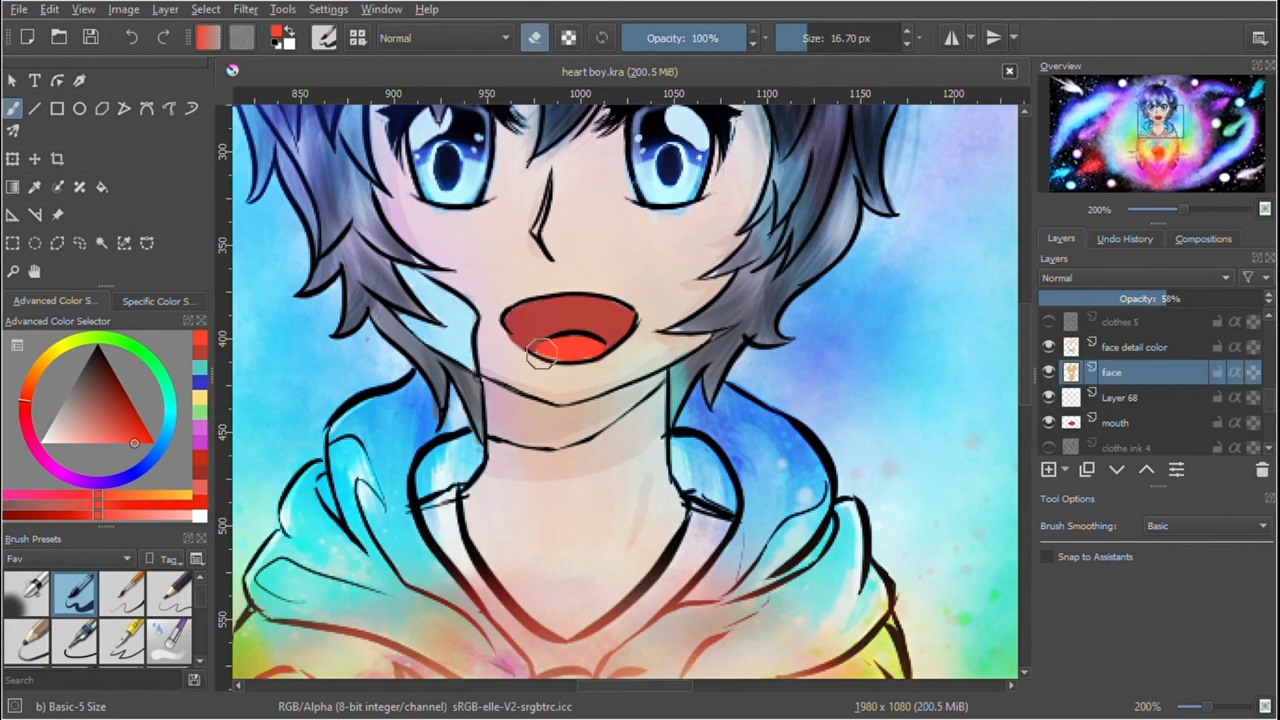 File Edit View Image Layer Select Filter Tools Settings Window Help
Normal Opacity: 100% Size: 16.70 px
heart boy.kra (200.5 MiB)
850 900 950 1000 1050 1100 1150 1200
300
350
400
450
500
550
Advanced Color S... Specific Color S...
Advanced Color Selector
Brush Presets
Fav Tag
Search
b) Basic-5 Size RGB/Alpha (8-bit integer/channel) sRGB-elle-V2-srgbtrc.icc 1980 x 1080 (200.5 MiB) 200%
Overview
200%
Layers Undo History Compositions
Layers
Normal
Opacity: 58%
clothes 5
face detail color
face
Layer 68
mouth
clothe ink 4
Tool Options
Brush Smoothing: Basic
Snap to Assistants